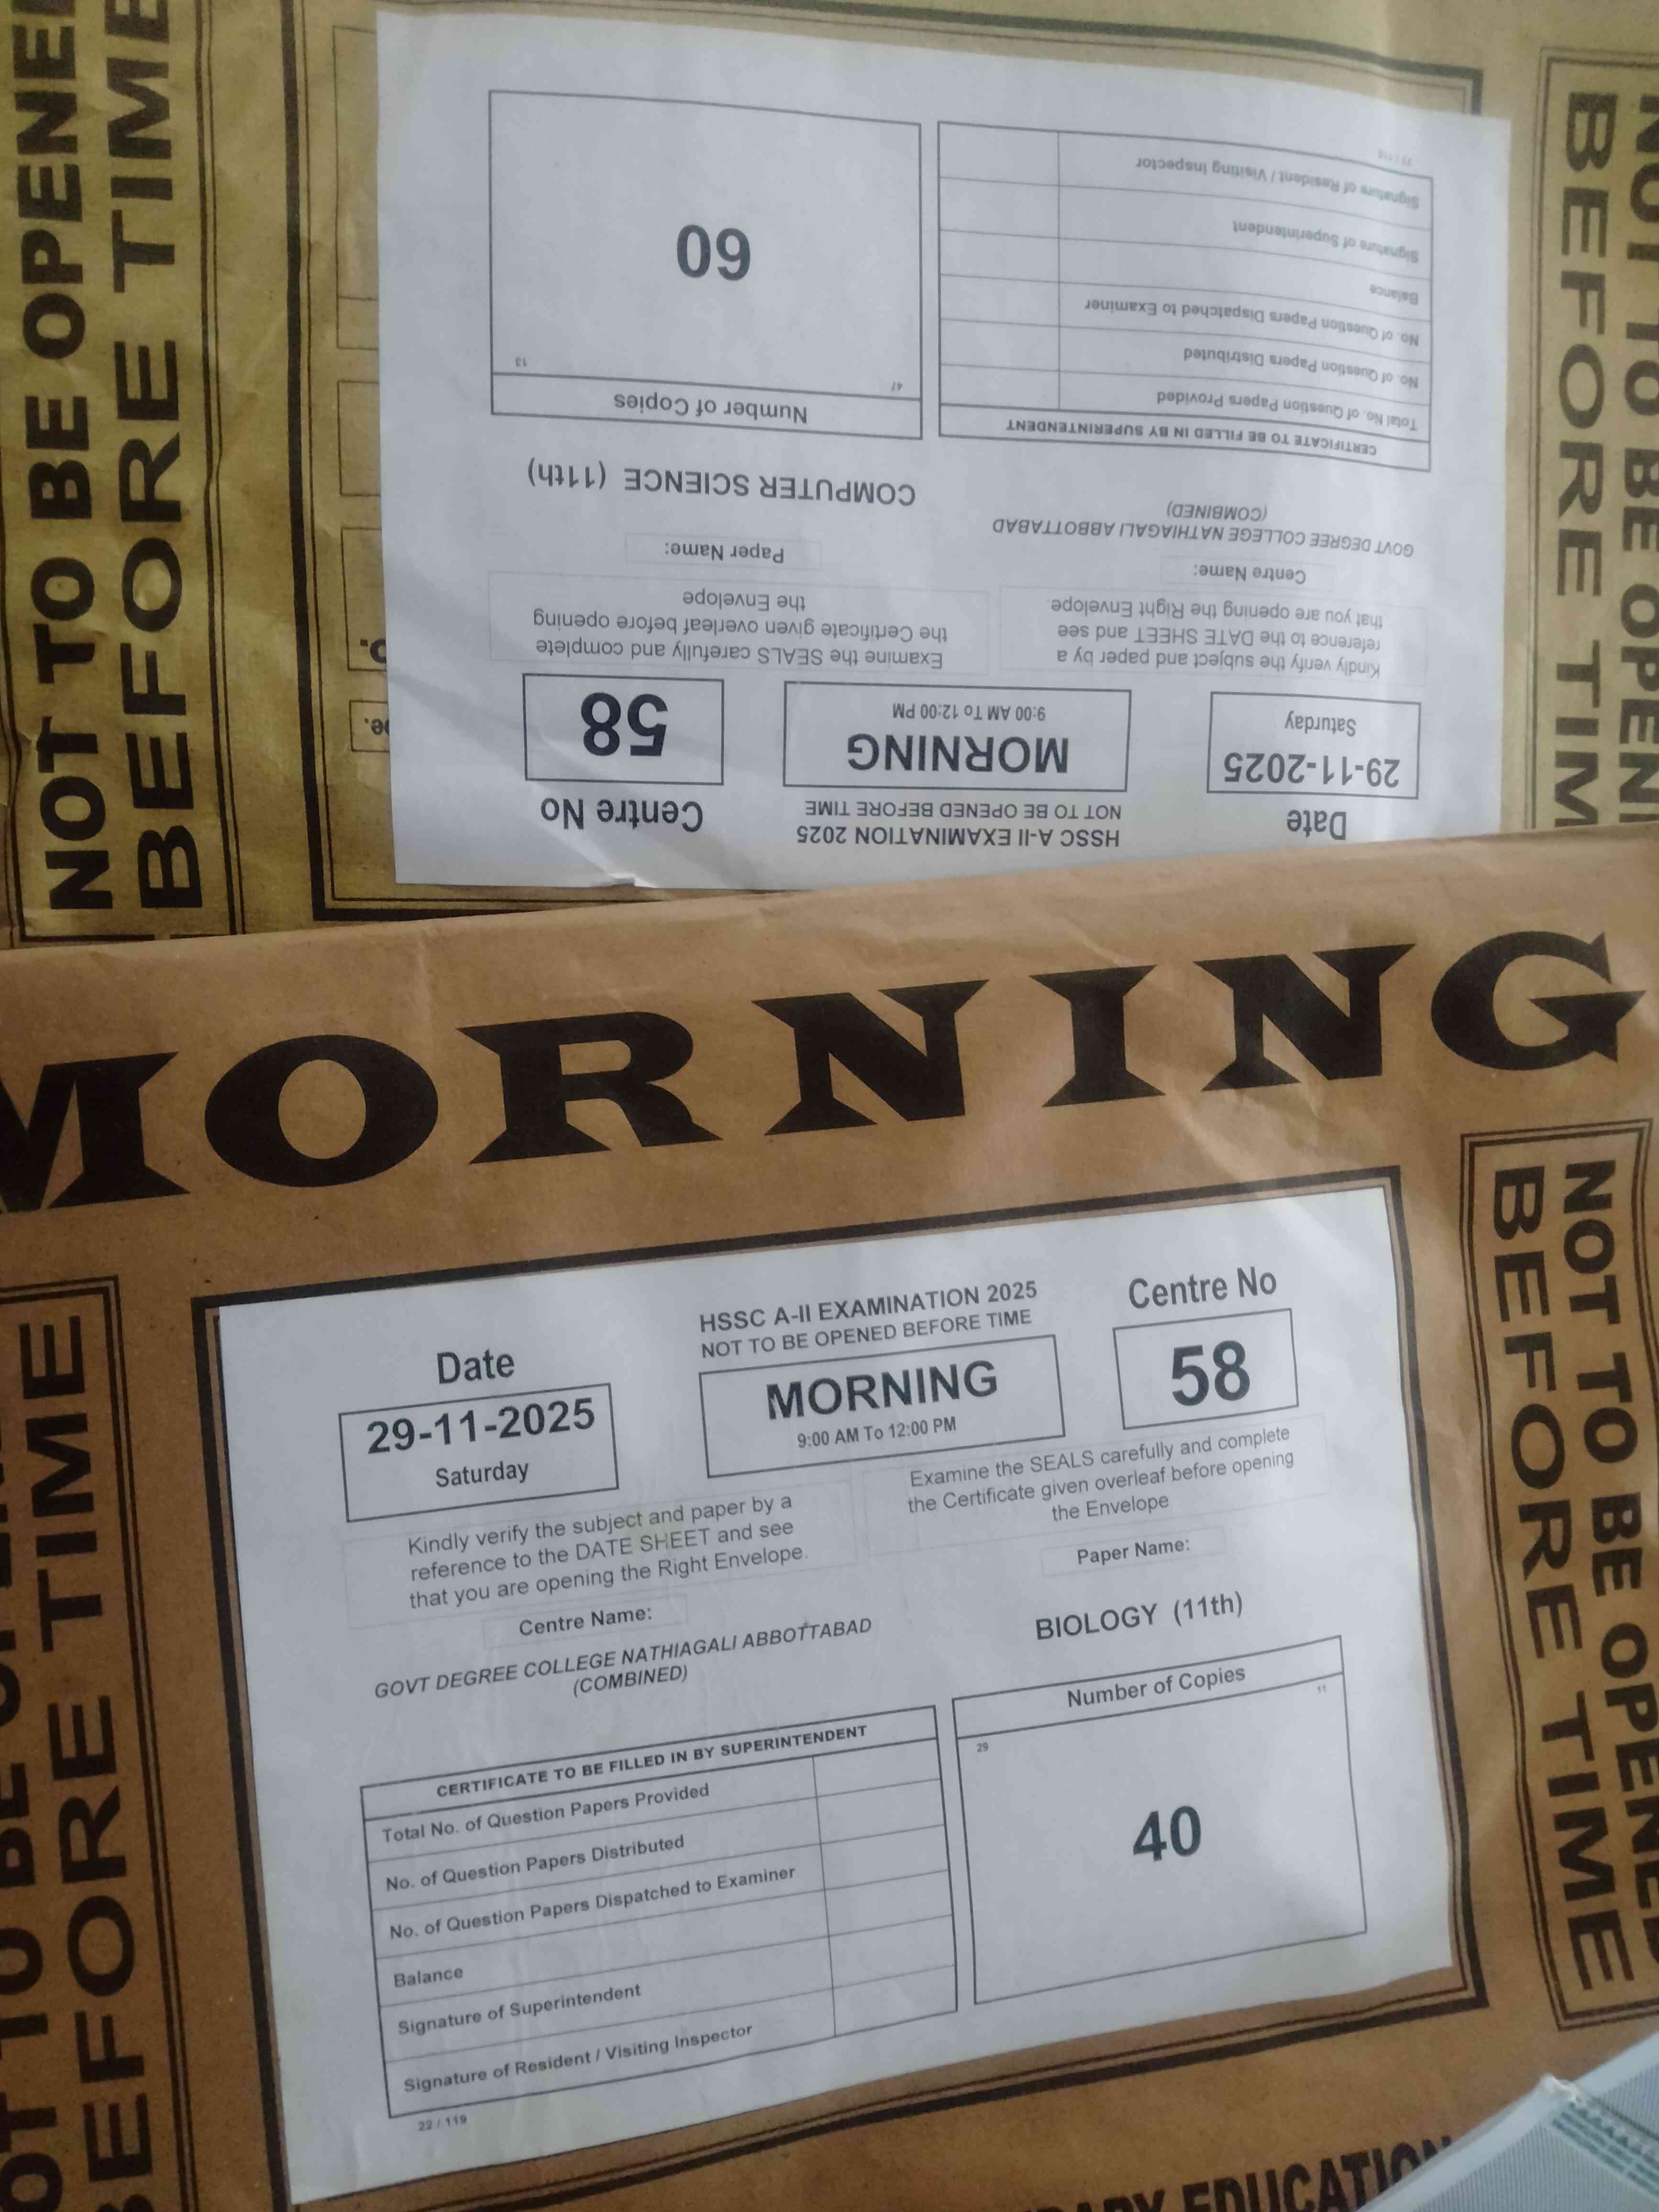 NOT TO BE OPENED
BEFORE TIME
NOT TO BE OPENED
BEFORE TIME
HSSC A-II EXAMINATION 2025
NOT TO BE OPENED BEFORE TIME
Date
29-11-2025
Saturday
MORNING
9:00 AM To 12:00 PM
Centre No
58
Kindly verify the subject and paper by a
reference to the DATE SHEET and see
that you are opening the Right Envelope.
Examine the SEALS carefully and complete
the Certificate given overleaf before opening
the Envelope
Centre Name:
GOVT DEGREE COLLEGE NATHIAGALI ABBOTTABAD
(COMBINED)
Paper Name:
COMPUTER SCIENCE (11th)
CERTIFICATE TO BE FILLED IN BY SUPERINTENDENT
Total No. of Question Papers Provided
No. of Question Papers Distributed
No. of Question Papers Dispatched to Examiner
Balance
Signature of Superintendent
Signature of Resident / Visiting Inspector
Number of Copies
47 13
60
MORNING
NOT TO BE OPENED
BEFORE TIME
BEFORE TIME
HSSC A-II EXAMINATION 2025
NOT TO BE OPENED BEFORE TIME
Date
29-11-2025
Saturday
MORNING
9:00 AM To 12:00 PM
Centre No
58
Kindly verify the subject and paper by a
reference to the DATE SHEET and see
that you are opening the Right Envelope.
Examine the SEALS carefully and complete
the Certificate given overleaf before opening
the Envelope
Centre Name:
GOVT DEGREE COLLEGE NATHIAGALI ABBOTTABAD
(COMBINED)
Paper Name:
BIOLOGY (11th)
CERTIFICATE TO BE FILLED IN BY SUPERINTENDENT
Total No. of Question Papers Provided
No. of Question Papers Distributed
No. of Question Papers Dispatched to Examiner
Balance
Signature of Superintendent
Signature of Resident / Visiting Inspector
Number of Copies
29 11
40
22 / 119
EDUCATION